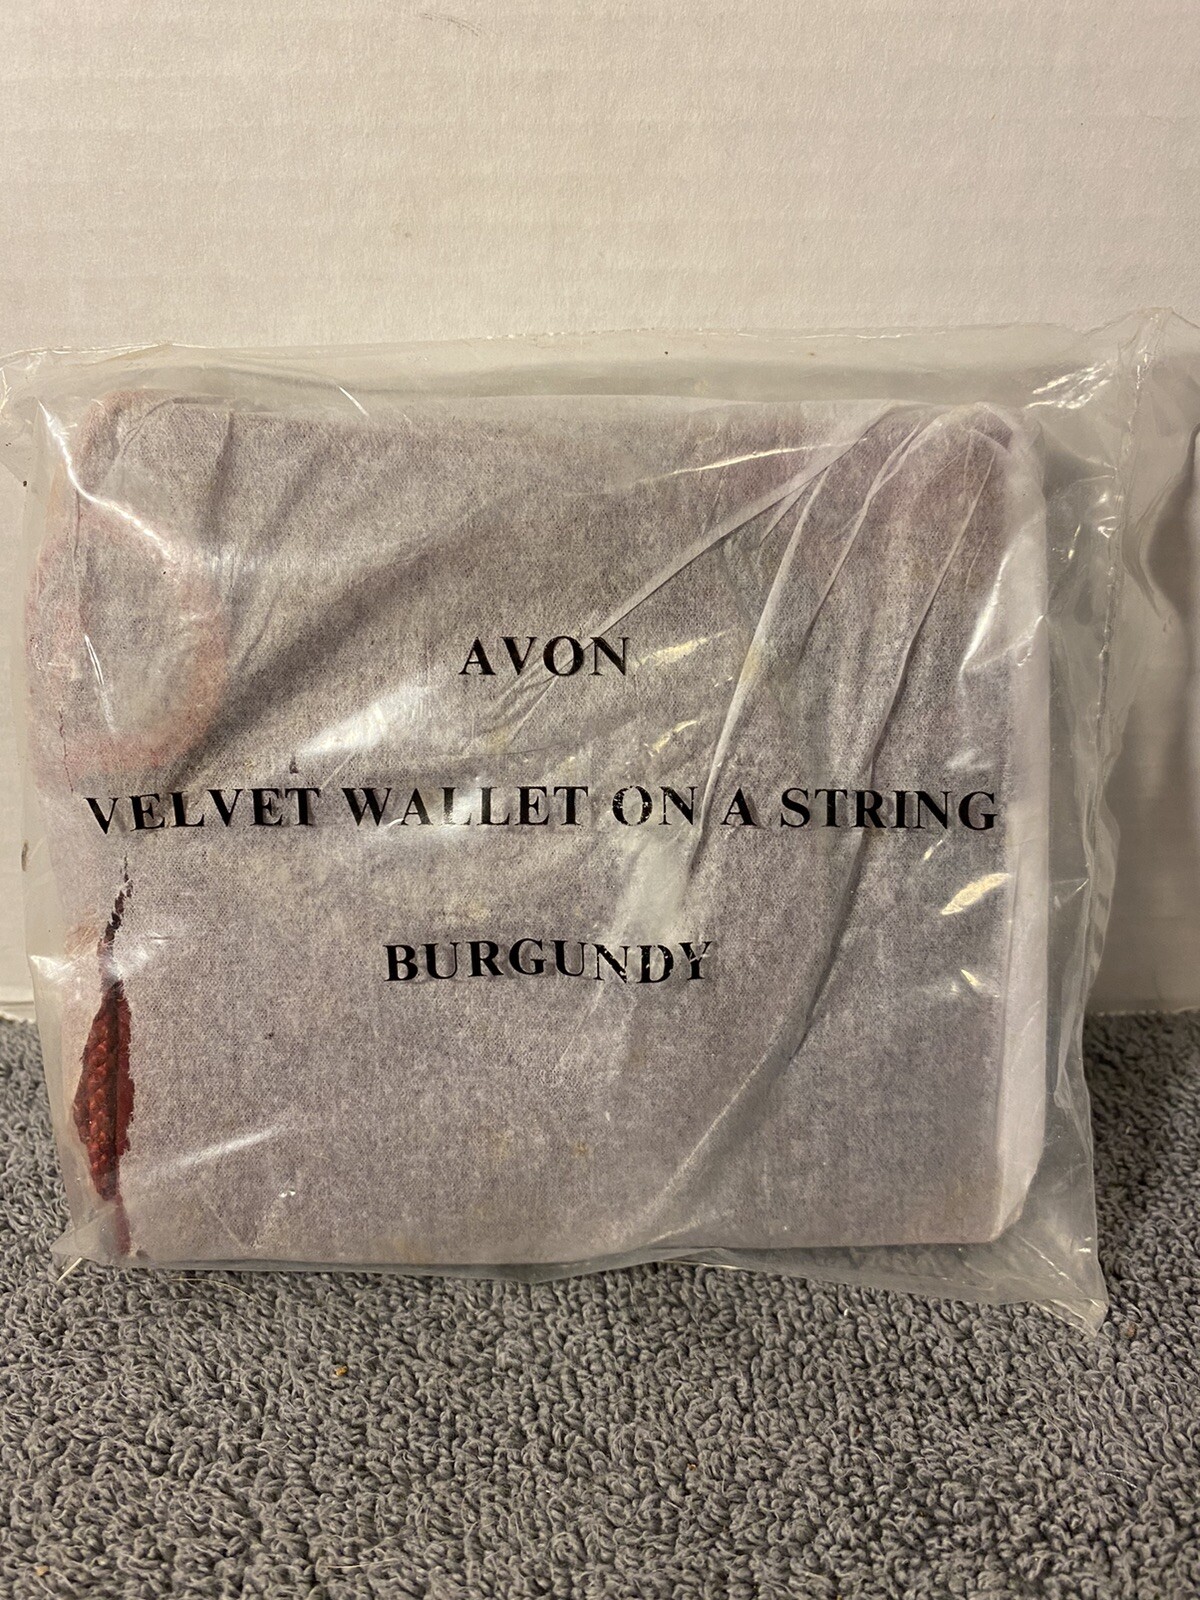 AVON
VELVET WALLET ON A STRING
BURGUNDY